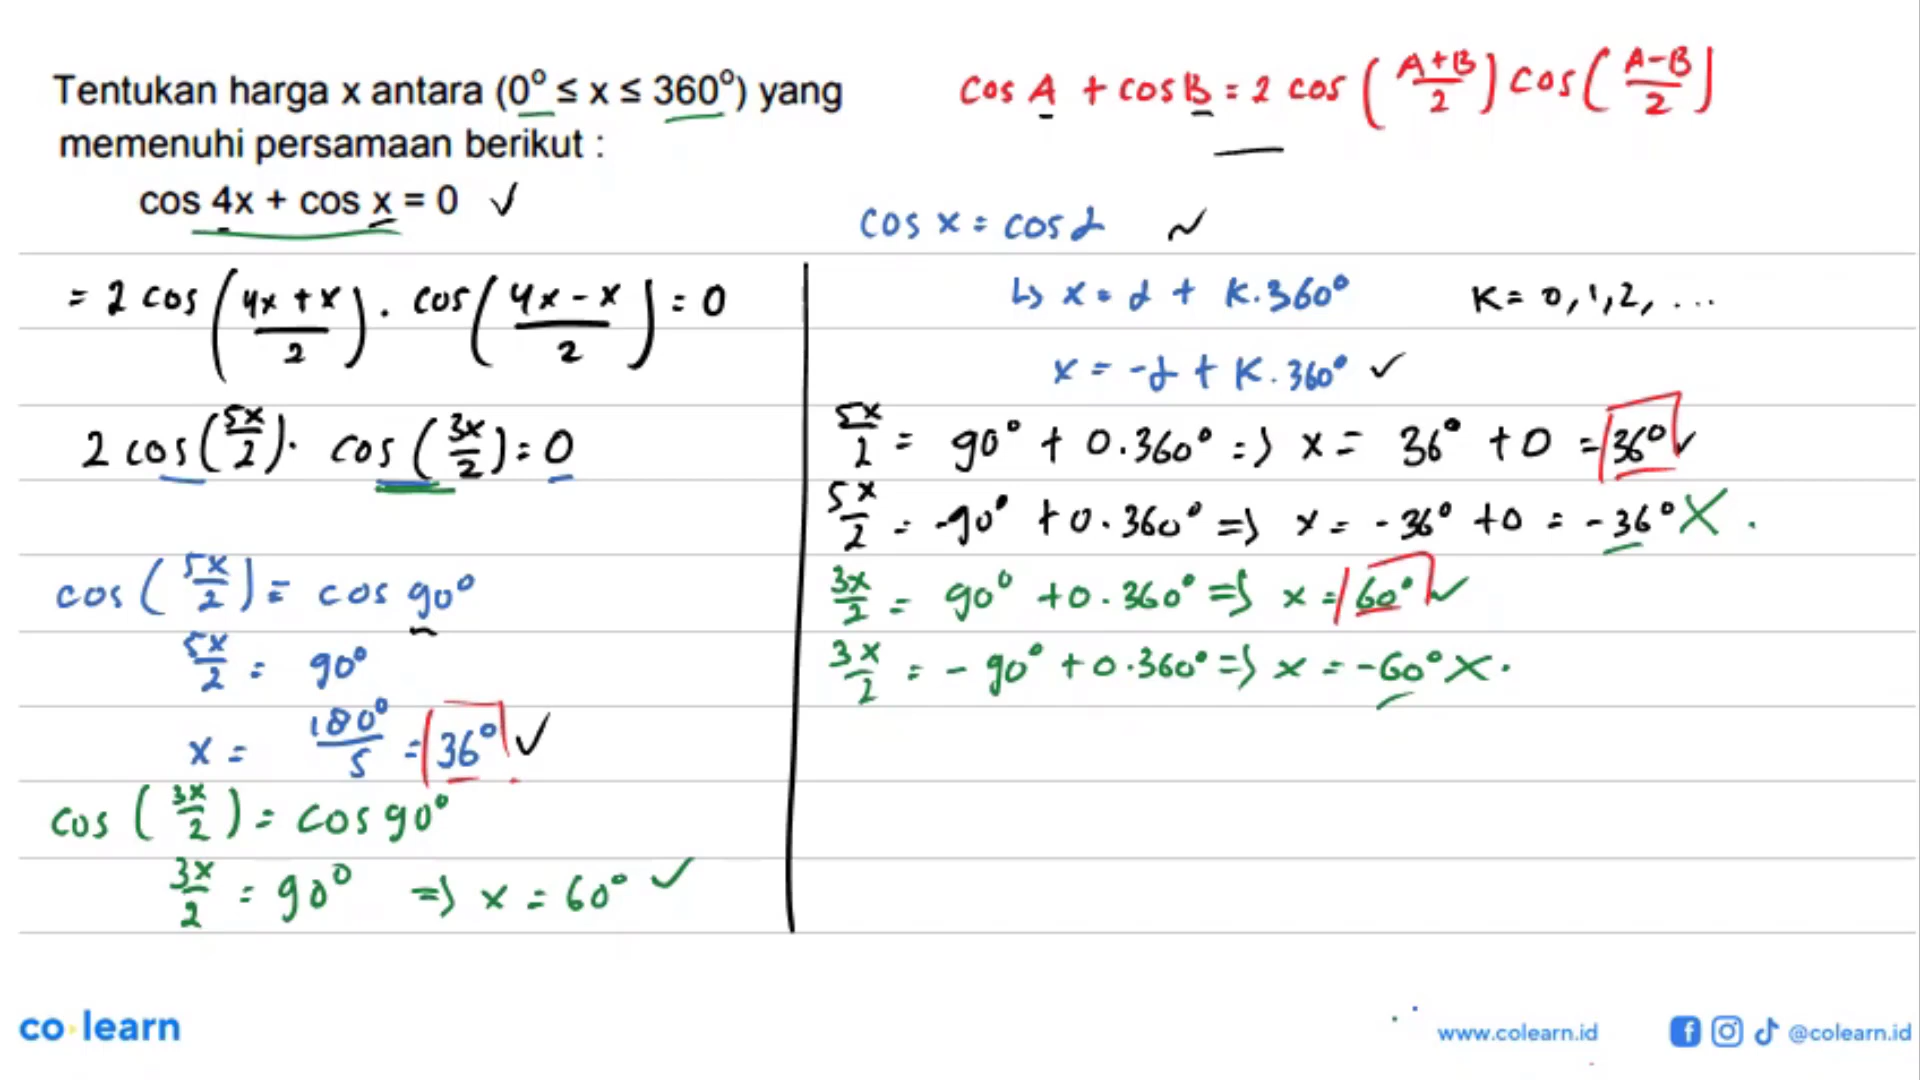 Tentukan harga x antara (0° ≤ x ≤ 360°) yang
memenuhi persamaan berikut :
cos 4x + cos x = 0 ✓
cos A + cos B = 2 cos ((A+B)/2) cos ((A-B)/2)
= 2 cos ((4x+x)/2) . cos ((4x-x)/2) = 0
2 cos (5x/2) . cos (3x/2) = 0
cos (5x/2) = cos 90°
5x/2 = 90°
x = 180°/5 = 36° ✓
cos (3x/2) = cos 90°
3x/2 = 90° => x = 60° ✓
cos x = cos α
↳ x = α + K.360° K = 0,1,2, ...
x = -α + K.360° ✓
5x/2 = 90° + 0.360° => x = 36° + 0 = 36° ✓
5x/2 = -90° + 0.360° => x = -36° + 0 = -36° X.
3x/2 = 90° + 0.360° => x = 60° ✓
3x/2 = -90° + 0.360° => x = -60° X.
co learn
www.colearn.id
@colearn.id